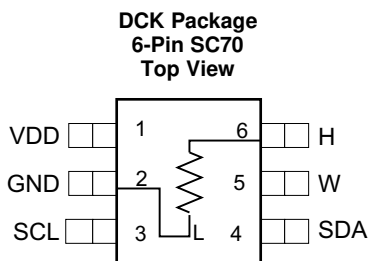 DCK Package
6-Pin SC70
Top View
VDD 1 6 H
GND 2 5 W
SCL 3 L 4 SDA